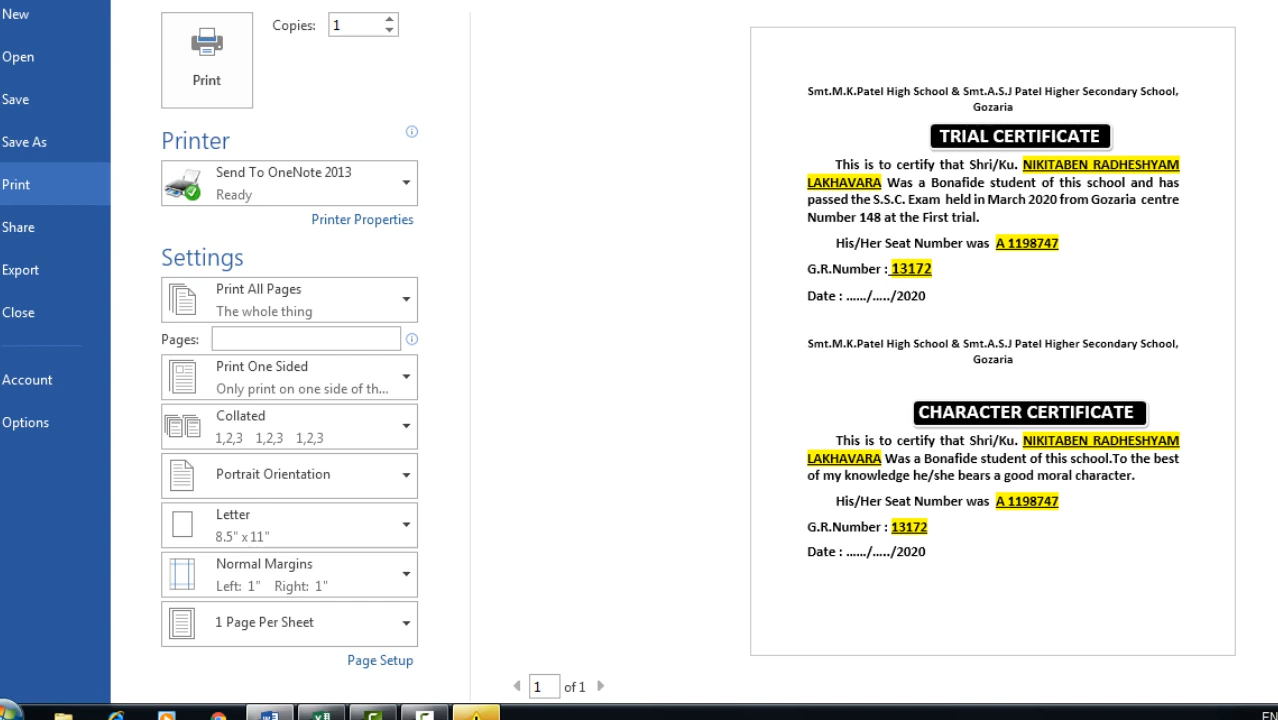 New
Open
Save
Save As
Print
Share
Export
Close
Account
Options
Print
Copies: 1
Printer
Send To OneNote 2013
Ready
Printer Properties
Settings
Print All Pages
The whole thing
Pages:
Print One Sided
Only print on one side of th...
Collated
1,2,3 1,2,3 1,2,3
Portrait Orientation
Letter
8.5" x 11"
Normal Margins
Left: 1" Right: 1"
1 Page Per Sheet
Page Setup
1 of 1
Smt.M.K.Patel High School & Smt.A.S.J Patel Higher Secondary School,
Gozaria
TRIAL CERTIFICATE
This is to certify that Shri/Ku. NIKITABEN RADHESHYAM
LAKHAVARA Was a Bonafide student of this school and has
passed the S.S.C. Exam held in March 2020 from Gozaria centre
Number 148 at the First trial.
His/Her Seat Number was A 1198747
G.R.Number : 13172
Date : ....../...../2020
Smt.M.K.Patel High School & Smt.A.S.J Patel Higher Secondary School,
Gozaria
CHARACTER CERTIFICATE
This is to certify that Shri/Ku. NIKITABEN RADHESHYAM
LAKHAVARA Was a Bonafide student of this school.To the best
of my knowledge he/she bears a good moral character.
His/Her Seat Number was A 1198747
G.R.Number : 13172
Date : ....../...../2020
EN